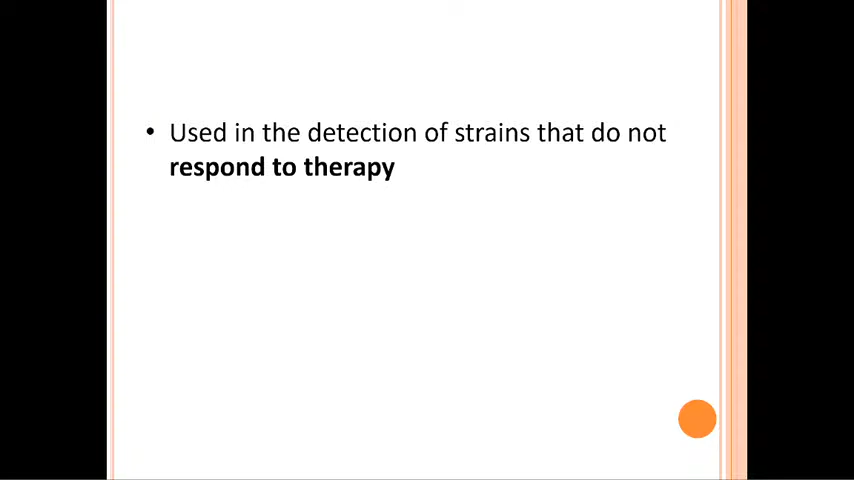 • Used in the detection of strains that do not
respond to therapy